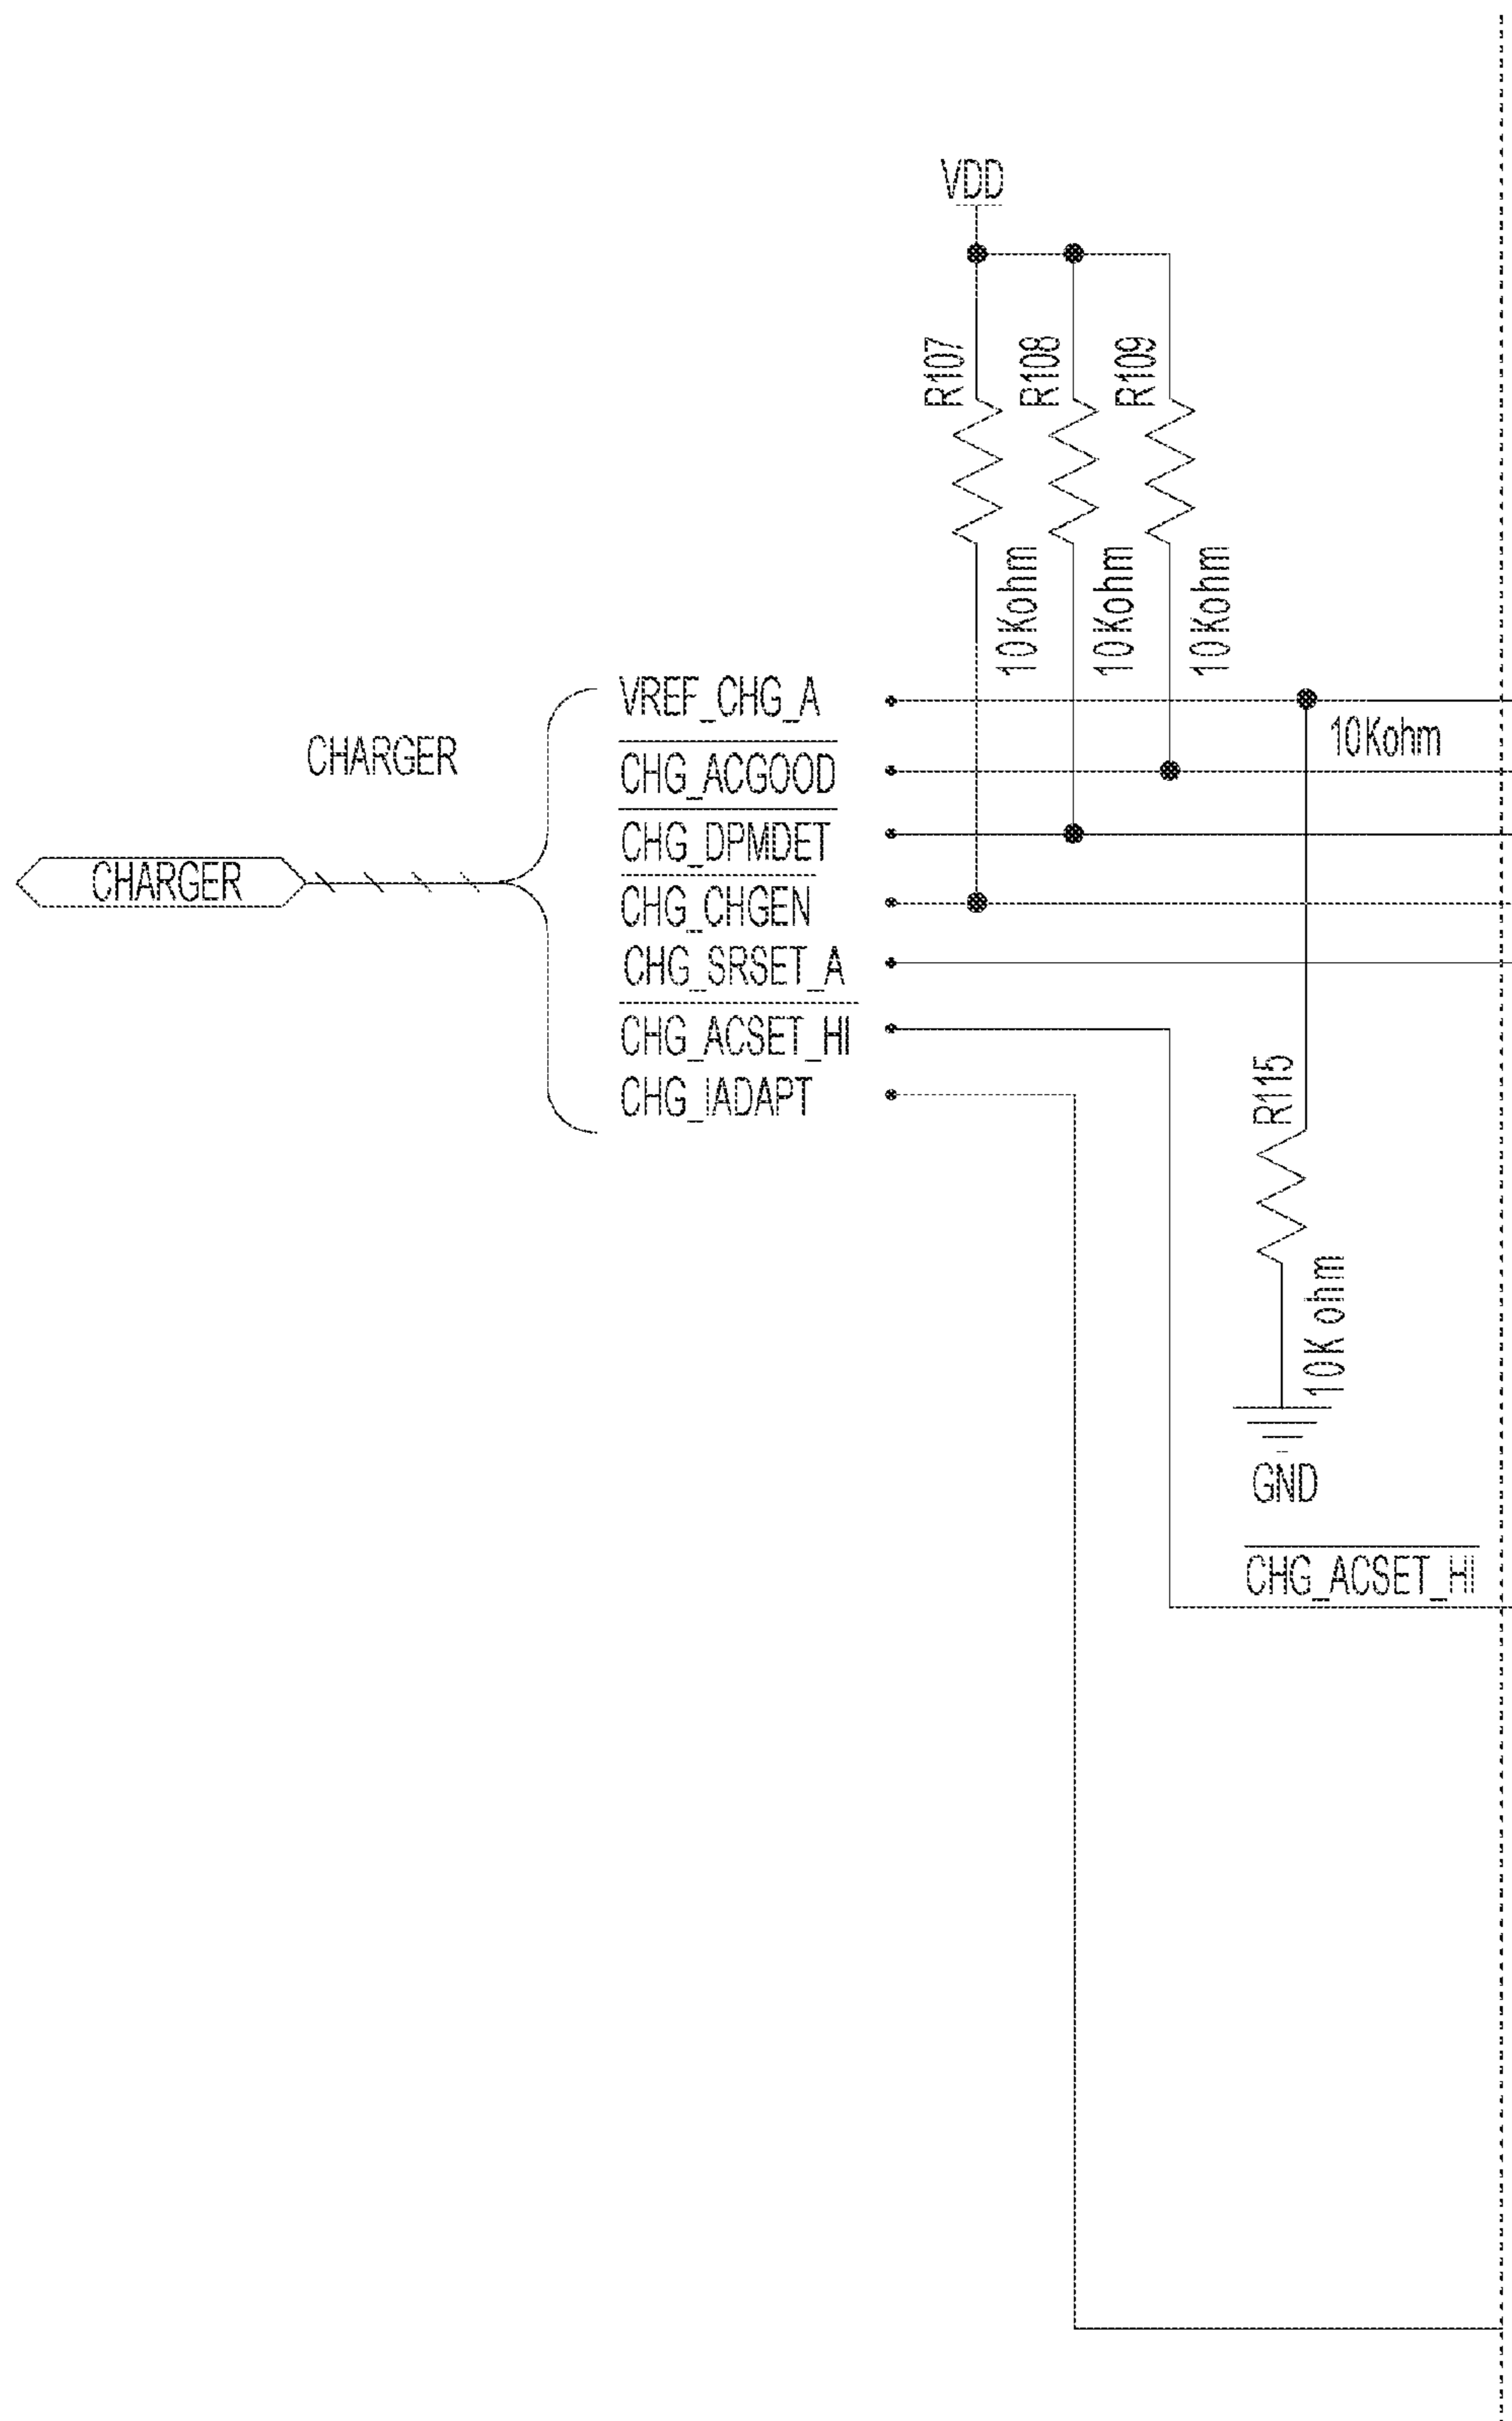 VDD
R107
R108
R109
10Kohm
10Kohm
10Kohm
VREF_CHG_A
10Kohm
CHARGER
CHG_ACGOOD
CHG_DPMDET
CHARGER
CHG_CHGEN
CHG_SRSET_A
CHG_ACSET_HI
CHG_IADAPT
R115
10K ohm
GND
CHG_ACSET_HI